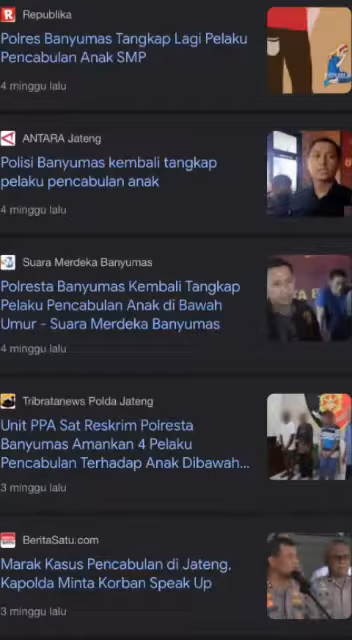 Republika
Polres Banyumas Tangkap Lagi Pelaku
Pencabulan Anak SMP
4 minggu lalu
ANTARA Jateng
Polisi Banyumas kembali tangkap
pelaku pencabulan anak
4 minggu lalu
Suara Merdeka Banyumas
Polresta Banyumas Kembali Tangkap
Pelaku Pencabulan Anak di Bawah
Umur - Suara Merdeka Banyumas
4 minggu lalu
Tribratanews Polda Jateng
Unit PPA Sat Reskrim Polresta
Banyumas Amankan 4 Pelaku
Pencabulan Terhadap Anak Dibawah...
3 minggu lalu
BeritaSatu.com
Marak Kasus Pencabulan di Jateng,
Kapolda Minta Korban Speak Up
3 minggu lalu